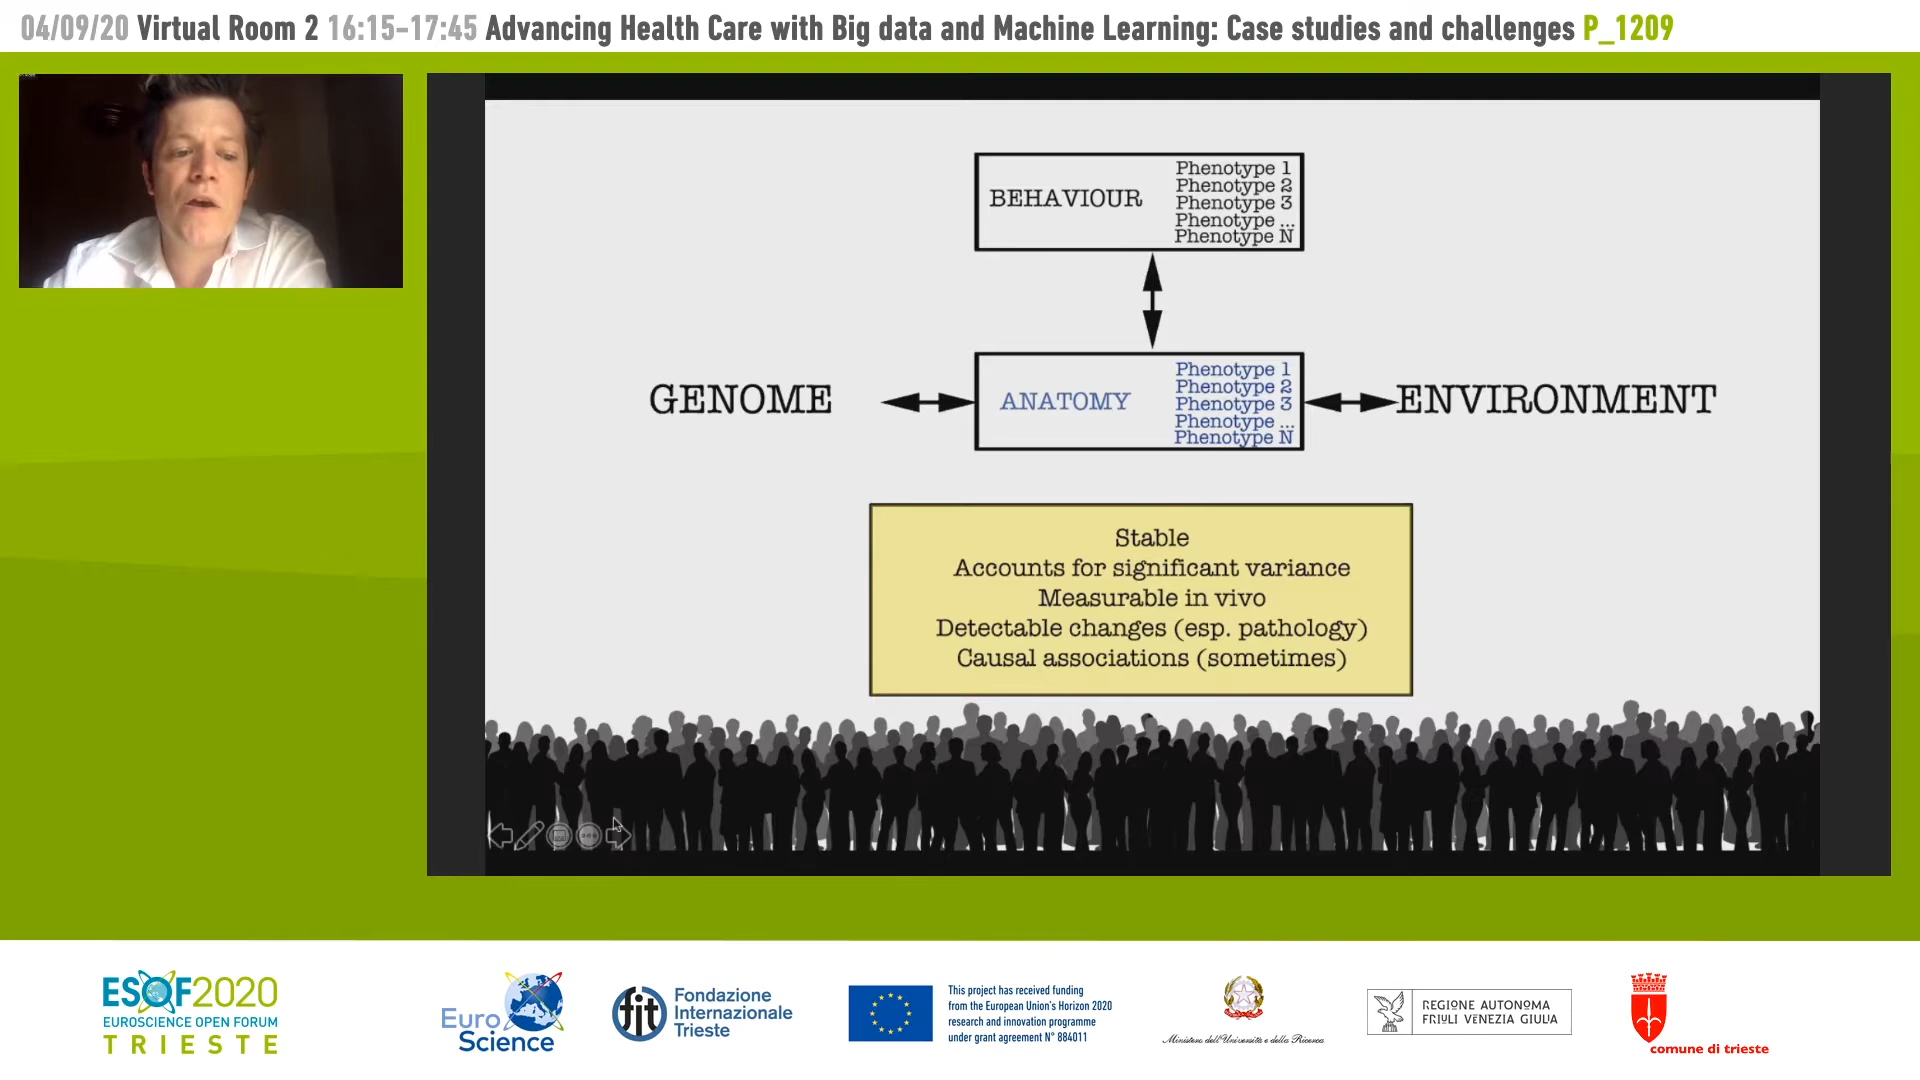 04/09/20 Virtual Room 2 16:15-17:45 Advancing Health Care with Big data and Machine Learning: Case studies and challenges P_1209
BEHAVIOUR
Phenotype 1
Phenotype 2
Phenotype 3
Phenotype ...
Phenotype N
GENOME
ANATOMY
Phenotype 1
Phenotype 2
Phenotype 3
Phenotype ...
Phenotype N
ENVIRONMENT
Stable
Accounts for significant variance
Measurable in vivo
Detectable changes (esp. pathology)
Causal associations (sometimes)
ESOF2020
EUROSCIENCE OPEN FORUM
TRIESTE
Euro
Science
fit
Fondazione
Internazionale
Trieste
This project has received funding
from the European Union's Horizon 2020
research and innovation programme
under grant agreement N° 884011
Ministero dell'Università e della Ricerca
REGIONE AUTONOMA
FRIULI VENEZIA GIULIA
comune di trieste